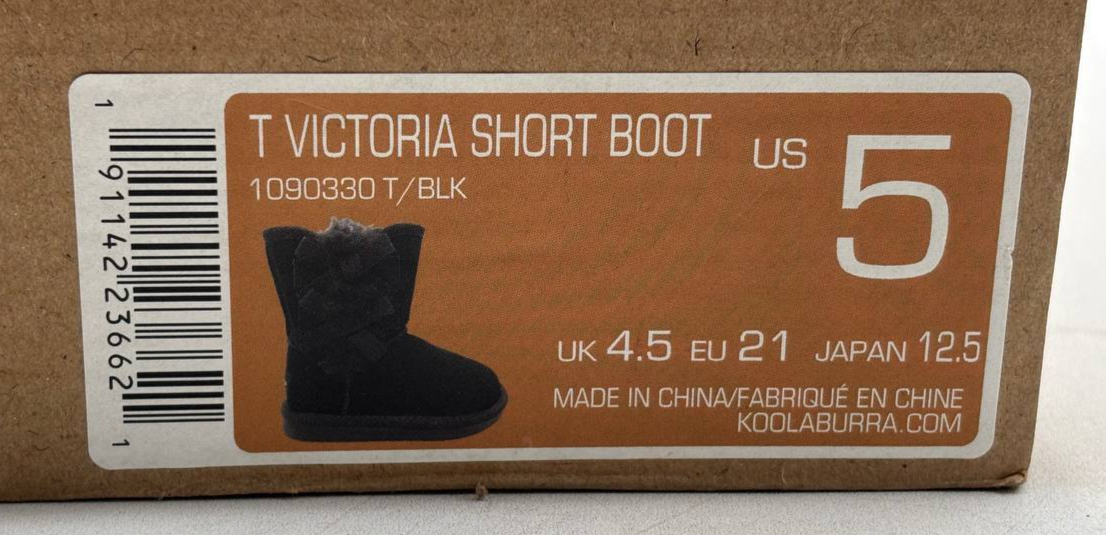 T VICTORIA SHORT BOOT
1090330 T/BLK
US 5
UK 4.5 EU 21 JAPAN 12.5
MADE IN CHINA/FABRIQUÉ EN CHINE
KOOLABURRA.COM
1 91142 23662 1